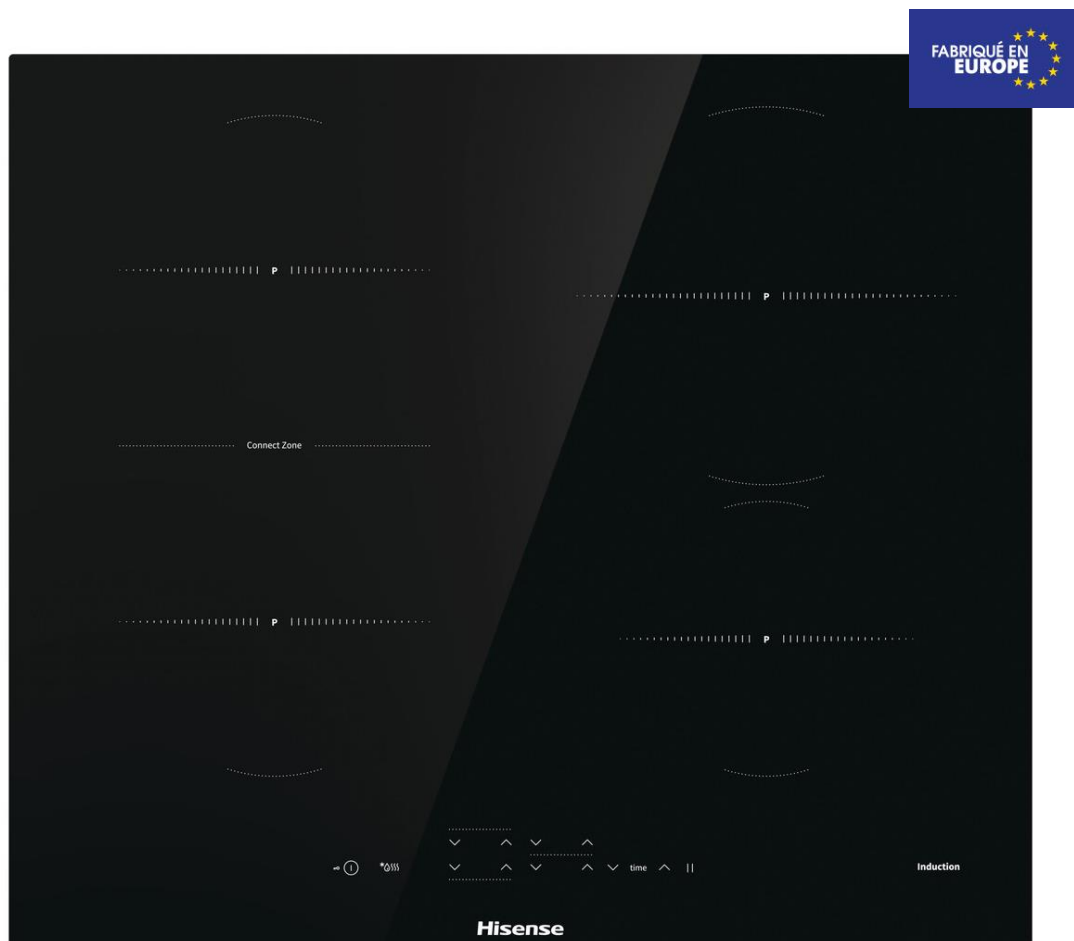 FABRIQUÉ EN
EUROPE
P
P
Connect Zone
P
P
time
Induction
Hisense